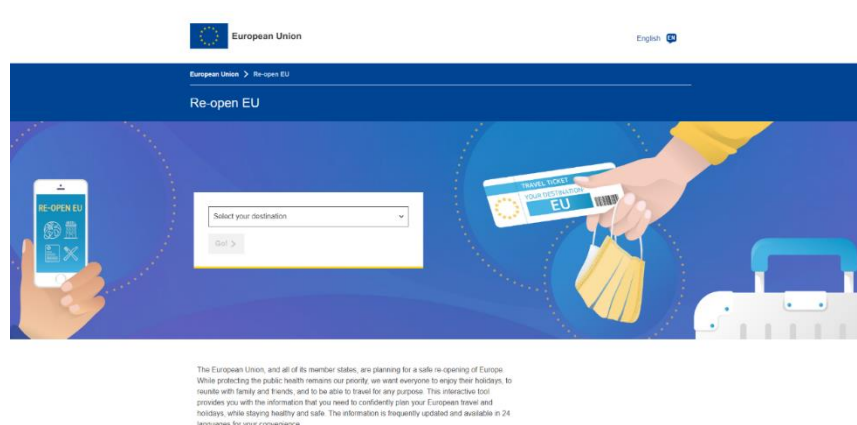 European Union
English EN
European Union > Re-open EU
Re-open EU
RE-OPEN EU
Select your destination
Go! >
TRAVEL TICKET
YOUR DESTINATION
EU
The European Union, and all of its member states, are planning for a safe re-opening of Europe.
While protecting the public health remains our priority, we want everyone to enjoy their holidays, to
reunite with family and friends, and to be able to travel for any purpose. This interactive tool
provides you with the information that you need to confidently plan your European travel and
holidays, while staying healthy and safe. The information is frequently updated and available in 24
languages for your convenience.